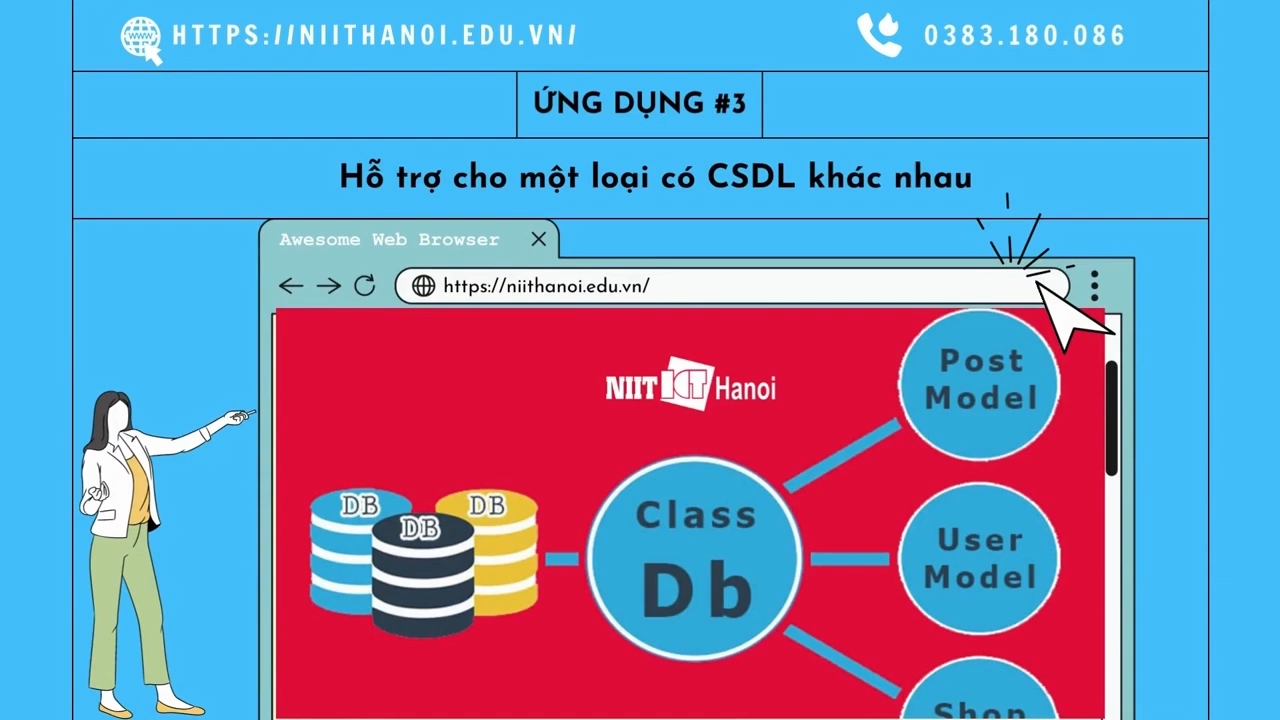 WWW
HTTPS://NIITHANOI.EDU.VN/
0383.180.086
ỨNG DỤNG #3
Hỗ trợ cho một loại có CSDL khác nhau
Awesome Web Browser
https://niithanoi.edu.vn/
NIIT ICT Hanoi
Post
Model
DB
DB
DB
Class
Db
User
Model
Shop